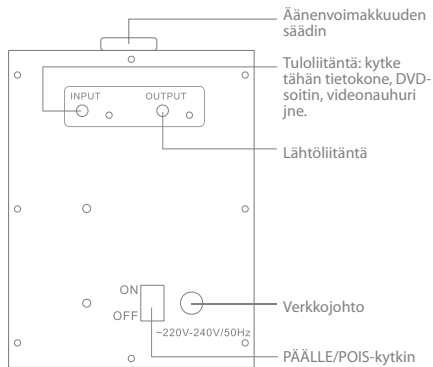 Äänenvoimakkuuden
säädin
Tuloliitäntä: kytke
tähän tietokone, DVD-
soitin, videonauhuri
jne.
INPUT
OUTPUT
Lähtöliitäntä
ON
OFF
Verkkojohto
~220V-240V/50Hz
PÄÄLLE/POIS-kytkin